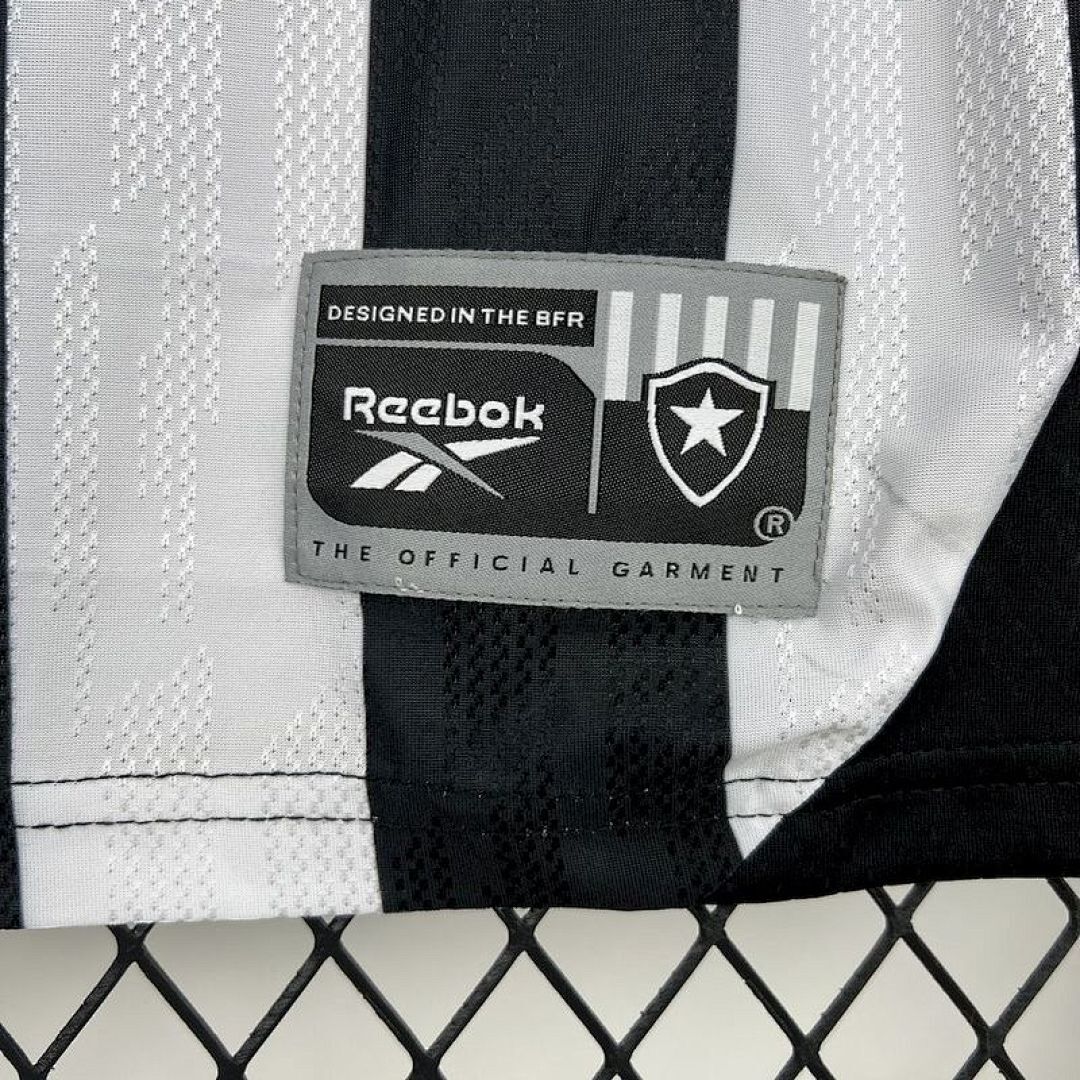 DESIGNED IN THE BFR
Reebok
®
THE OFFICIAL GARMENT